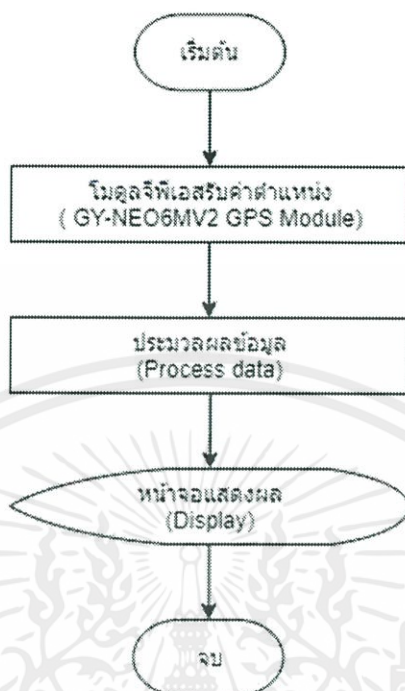 เริ่มต้น
โมดูลจีพีเอสรับค่าตำแหน่ง
( GY-NEO6MV2 GPS Module)
ประมวลผลข้อมูล
(Process data)
หน้าจอแสดงผล
(Display)
จบ